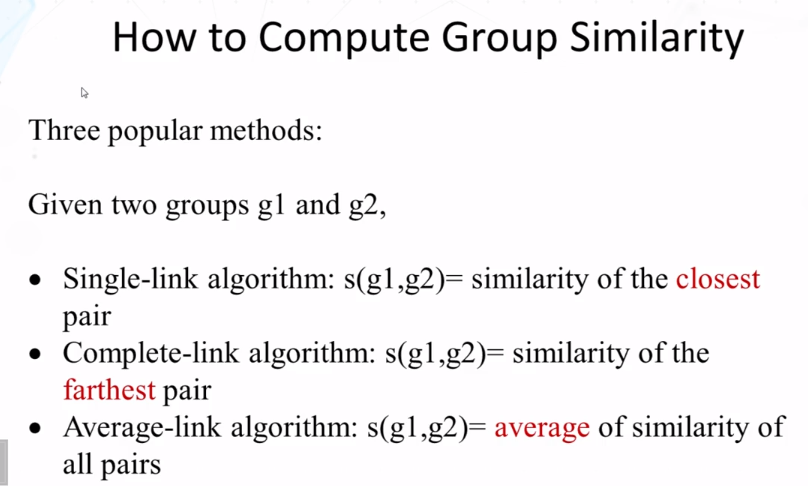 How to Compute Group Similarity
Three popular methods:
Given two groups g1 and g2,
• Single-link algorithm: s(g1,g2)= similarity of the closest
pair
• Complete-link algorithm: s(g1,g2)= similarity of the
farthest pair
• Average-link algorithm: s(g1,g2)= average of similarity of
all pairs